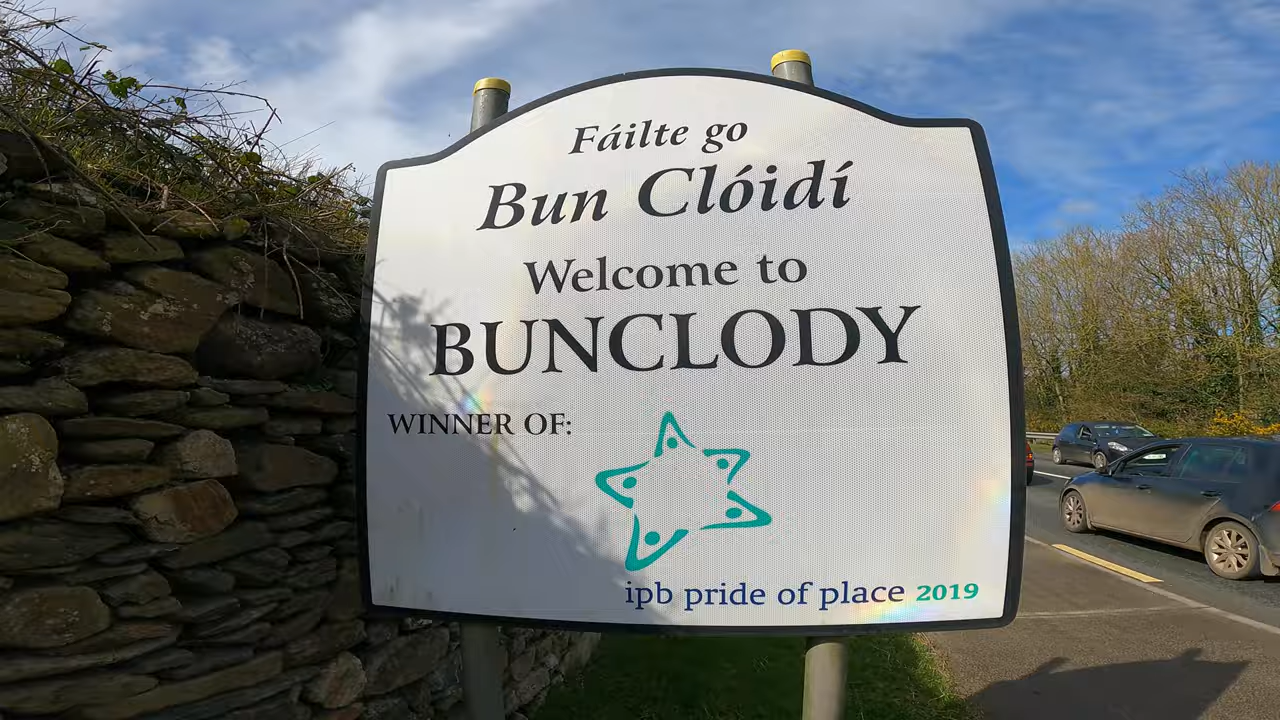 Fáilte go
Bun Clóidí
Welcome to
BUNCLODY
WINNER OF:
ipb pride of place 2019